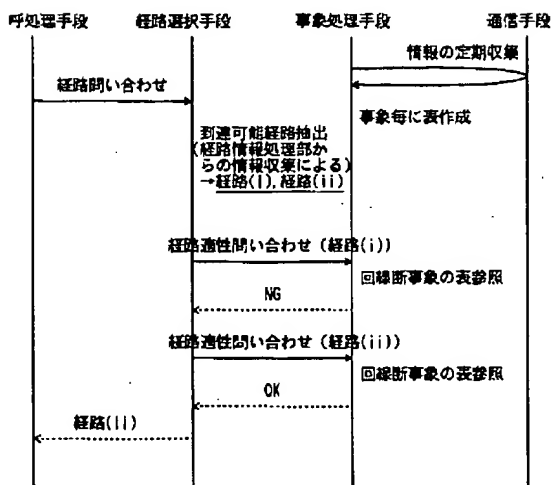 呼処理手段 経路選択手段 事象処理手段 通信手段
情報の定期収集
経路問い合わせ
事象毎に表作成
到達可能経路抽出
(経路情報処理部か
らの情報収集による)
→経路(i),経路(ii)
経路適性問い合わせ(経路(i))
回線断事象の表参照
NG
経路適性問い合わせ(経路(ii))
回線断事象の表参照
OK
経路(ii)